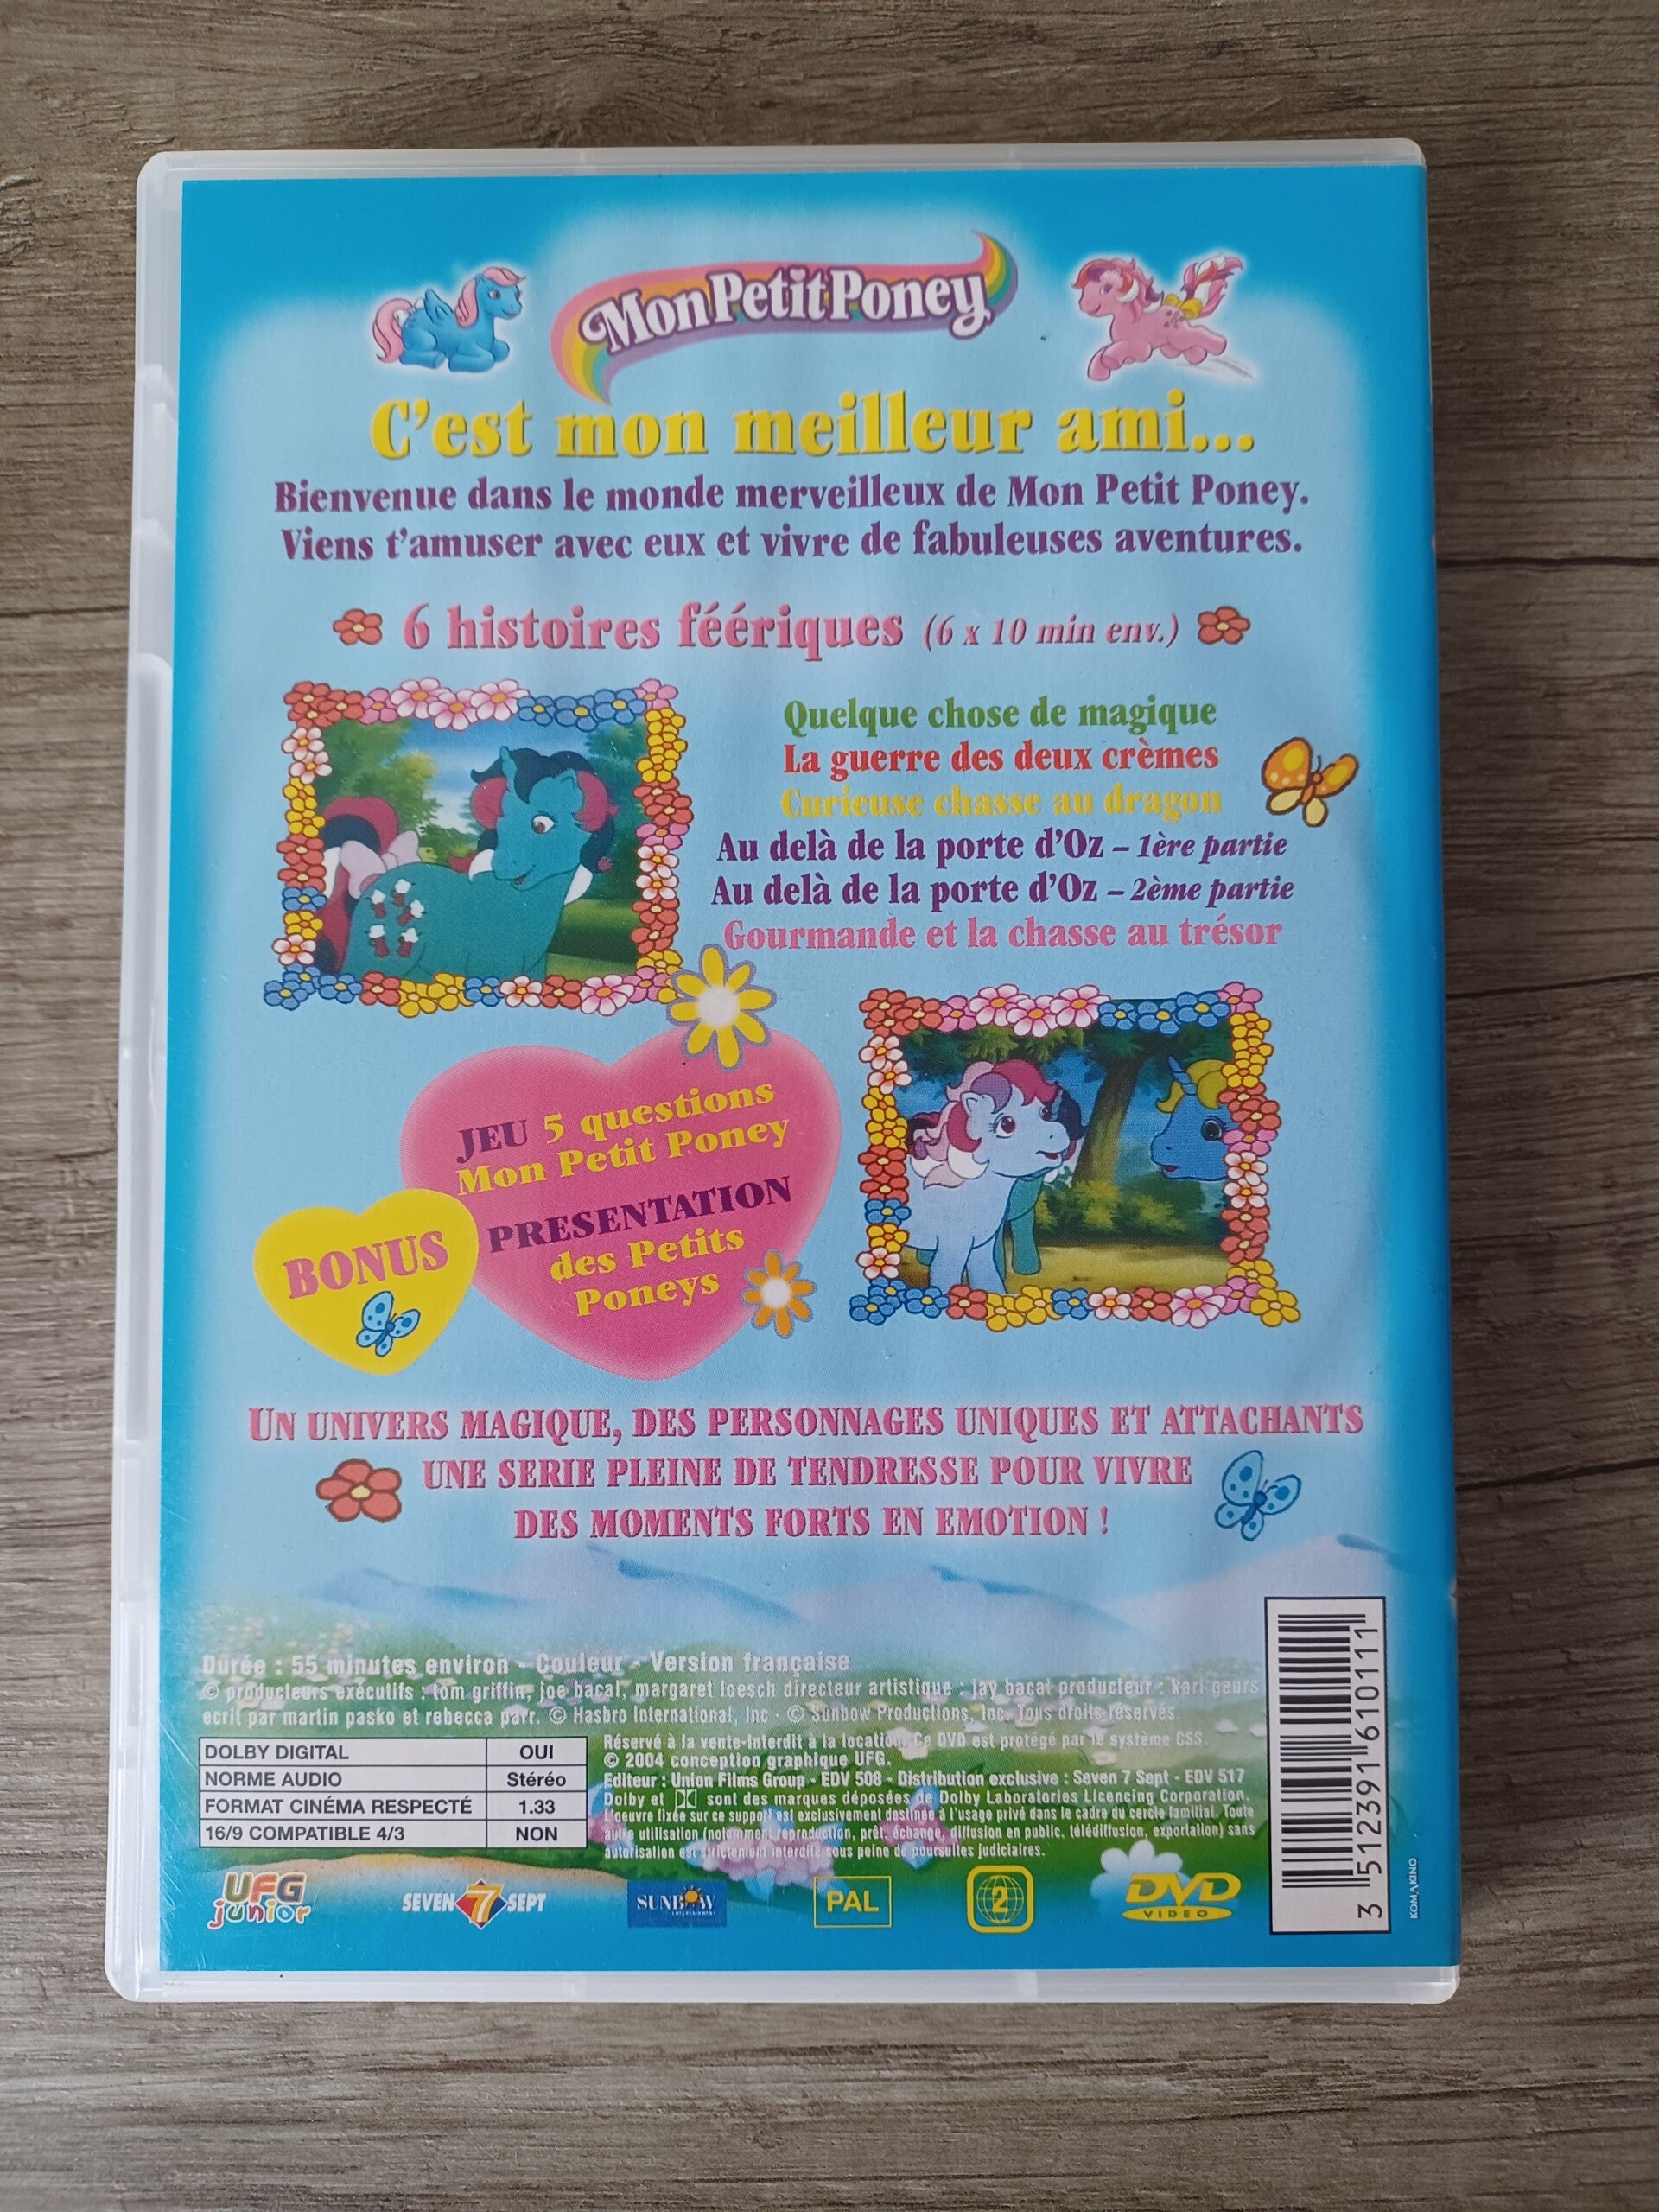 Mon Petit Poney
C'est mon meilleur ami...
Bienvenue dans le monde merveilleux de Mon Petit Poney.
Viens t'amuser avec eux et vivre de fabuleuses aventures.
6 histoires féériques (6 x 10 min env.)
Quelque chose de magique
La guerre des deux crèmes
Curieuse chasse au dragon
Au delà de la porte d'Oz – 1ère partie
Au delà de la porte d'Oz – 2ème partie
Gourmande et la chasse au trésor
JEU 5 questions
Mon Petit Poney
PRESENTATION
des Petits
Poneys
BONUS
UN UNIVERS MAGIQUE, DES PERSONNAGES UNIQUES ET ATTACHANTS
UNE SERIE PLEINE DE TENDRESSE POUR VIVRE
DES MOMENTS FORTS EN EMOTION !
Durée : 55 minutes environ - Couleur - Version française
© producteurs exécutifs : tom griffin, joe bacal, margaret loesch directeur artistique : jay bacal producteur : karl geurs
ecrit par martin pasko et rebecca parr. © Hasbro International, Inc - © Sunbow Productions, Inc. Tous droits réservés.
DOLBY DIGITAL OUI
NORME AUDIO Stéréo
FORMAT CINÉMA RESPECTÉ 1.33
16/9 COMPATIBLE 4/3 NON
Réservé à la vente-Interdit à la location. Ce DVD est protégé par le système CSS.
© 2004 conception graphique UFG.
Editeur : Union Films Group - EDV 508 - Distribution exclusive : Seven 7 Sept - EDV 517
Dolby et sont des marques déposées de Dolby Laboratories Licencing Corporation.
L'oeuvre fixée sur ce support est exclusivement destinée à l'usage privé dans le cadre du cercle familial. Toute
autre utilisation (notamment reproduction, prêt, échange, diffusion en public, télédiffusion, exportation) sans
autorisation est strictement interdite sous peine de poursuites judiciaires.
UFG junior
SEVEN 7 SEPT
SUNBOW ENTERTAINMENT
PAL
2
DVD VIDEO
3 512391 610111
KOMAKINO